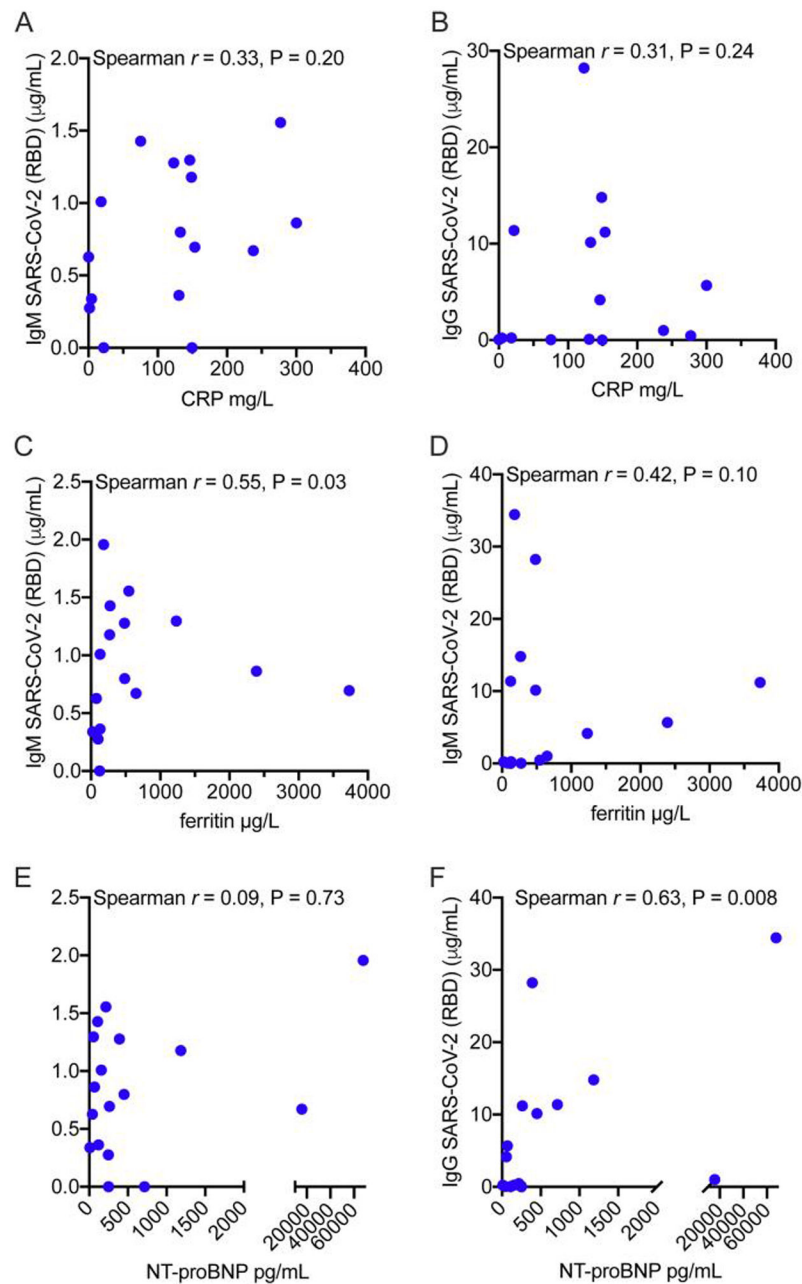 A
Spearman r = 0.33, P = 0.20
IgM SARS-CoV-2 (RBD) (µg/mL)
2.0
1.5
1.0
0.5
0.0
0 100 200 300 400
CRP mg/L
B
Spearman r = 0.31, P = 0.24
IgG SARS-CoV-2 (RBD) (µg/mL)
30
20
10
0
0 100 200 300 400
CRP mg/L
C
Spearman r = 0.55, P = 0.03
IgM SARS-CoV-2 (RBD) (µg/mL)
2.5
2.0
1.5
1.0
0.5
0.0
0 1000 2000 3000 4000
ferritin µg/L
D
Spearman r = 0.42, P = 0.10
IgM SARS-CoV-2 (RBD) (µg/mL)
40
30
20
10
0
0 1000 2000 3000 4000
ferritin µg/L
E
Spearman r = 0.09, P = 0.73
2.5
2.0
1.5
1.0
0.5
0.0
0 500 1000 1500 2000 20000 40000 60000
NT-proBNP pg/mL
F
Spearman r = 0.63, P = 0.008
IgG SARS-CoV-2 (RBD) (µg/mL)
40
30
20
10
0
0 500 1000 1500 2000 20000 40000 60000
NT-proBNP pg/mL